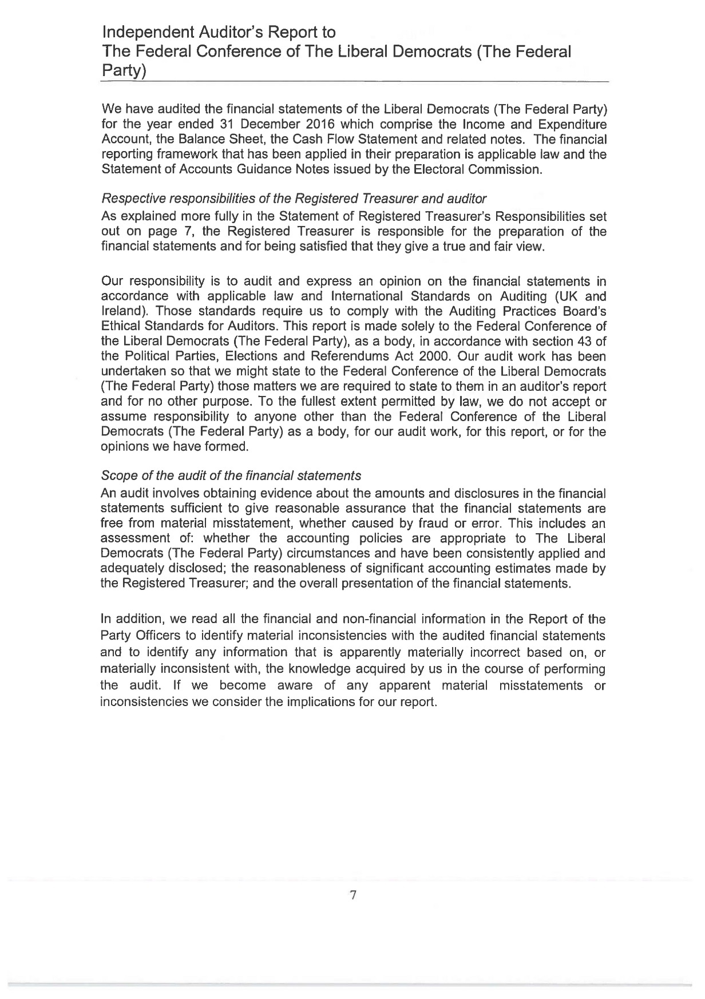 Independent Auditor's Report to
The Federal Conference of The Liberal Democrats (The Federal
Party)
We have audited the financial statements of the Liberal Democrats (The Federal Party)
for the year ended 31 December 2016 which comprise the Income and Expenditure
Account, the Balance Sheet, the Cash Flow Statement and related notes. The financial
reporting framework that has been applied in their preparation is applicable law and the
Statement of Accounts Guidance Notes issued by the Electoral Commission.
Respective responsibilities of the Registered Treasurer and auditor
As explained more fully in the Statement of Registered Treasurer's Responsibilities set
out on page 7, the Registered Treasurer is responsible for the preparation of the
financial statements and for being satisfied that they give a true and fair view.
Our responsibility is to audit and express an opinion on the financial statements in
accordance with applicable law and International Standards on Auditing (UK and
Ireland). Those standards require us to comply with the Auditing Practices Board's
Ethical Standards for Auditors. This report is made solely to the Federal Conference of
the Liberal Democrats (The Federal Party), as a body, in accordance with section 43 of
the Political Parties, Elections and Referendums Act 2000. Our audit work has been
undertaken so that we might state to the Federal Conference of the Liberal Democrats
(The Federal Party) those matters we are required to state to them in an auditor's report
and for no other purpose. To the fullest extent permitted by law, we do not accept or
assume responsibility to anyone other than the Federal Conference of the Liberal
Democrats (The Federal Party) as a body, for our audit work, for this report, or for the
opinions we have formed.
Scope of the audit of the financial statements
An audit involves obtaining evidence about the amounts and disclosures in the financial
statements sufficient to give reasonable assurance that the financial statements are
free from material misstatement, whether caused by fraud or error. This includes an
assessment of: whether the accounting policies are appropriate to The Liberal
Democrats (The Federal Party) circumstances and have been consistently applied and
adequately disclosed; the reasonableness of significant accounting estimates made by
the Registered Treasurer; and the overall presentation of the financial statements.
In addition, we read all the financial and non-financial information in the Report of the
Party Officers to identify material inconsistencies with the audited financial statements
and to identify any information that is apparently materially incorrect based on, or
materially inconsistent with, the knowledge acquired by us in the course of performing
the audit. If we become aware of any apparent material misstatements or
inconsistencies we consider the implications for our report.
7